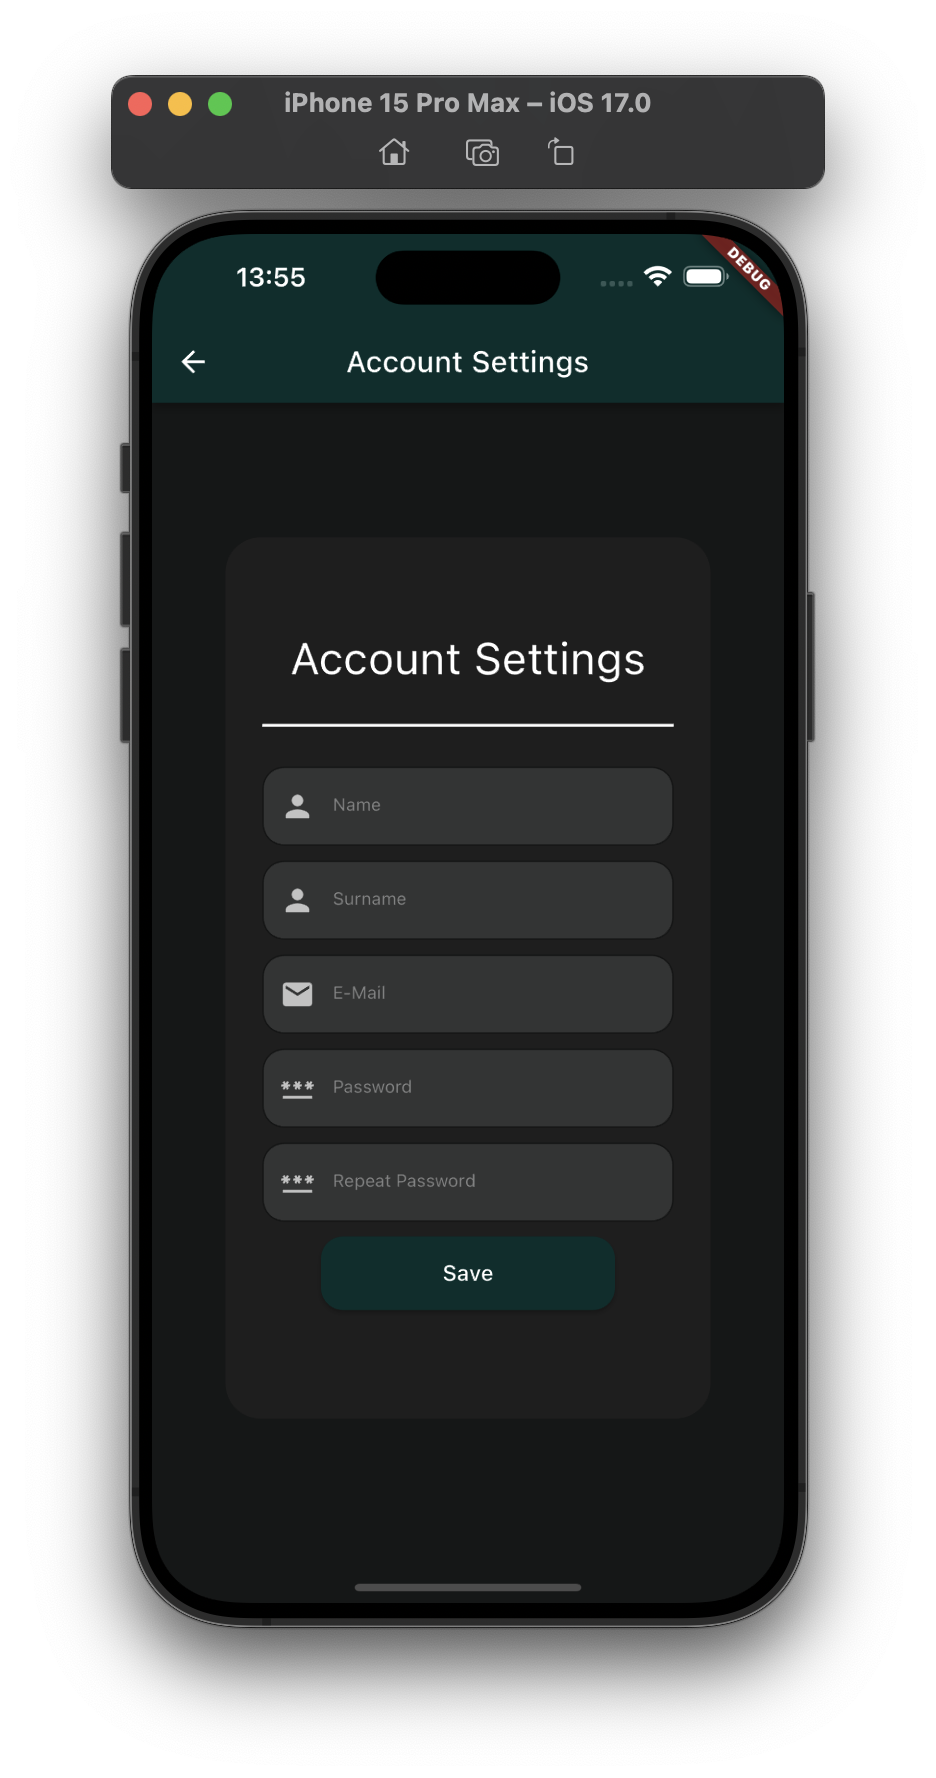 iPhone 15 Pro Max – iOS 17.0
13:55
DEBUG
Account Settings
Account Settings
Name
Surname
E-Mail
Password
Repeat Password
Save